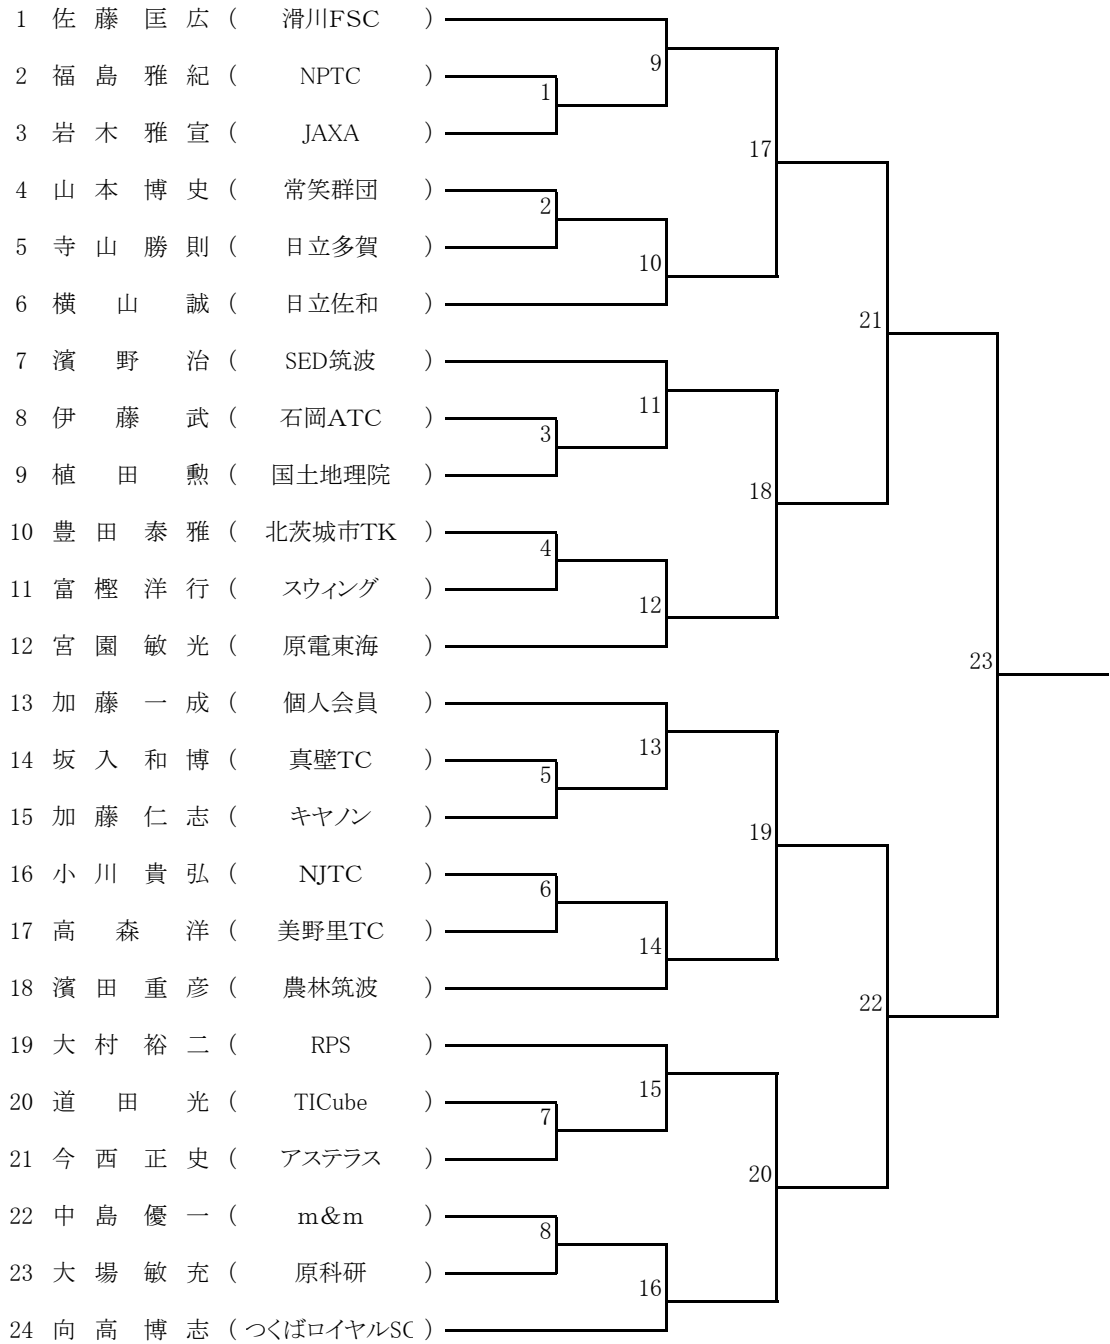 1 佐藤匡広 ( 滑川FSC )
9
2 福島雅紀 ( NPTC )
1
3 岩木雅宣 ( JAXA )
17
4 山本博史 ( 常笑群団 )
2
5 寺山勝則 ( 日立多賀 )
10
6 横山誠 ( 日立佐和 )
21
7 濱野治 ( SED筑波 )
11
8 伊藤武 ( 石岡ATC )
3
9 植田勲 ( 国土地理院 )
18
10 豊田泰雅 ( 北茨城市TK )
4
11 富樫洋行 ( スウィング )
12
12 宮園敏光 ( 原電東海 )
23
13 加藤一成 ( 個人会員 )
13
14 坂入和博 ( 真壁TC )
5
15 加藤仁志 ( キヤノン )
19
16 小川貴弘 ( NJTC )
6
17 高森洋 ( 美野里TC )
14
18 濱田重彦 ( 農林筑波 )
22
19 大村裕二 ( RPS )
15
20 道田光 ( TICube )
7
21 今西正史 ( アステラス )
20
22 中島優一 ( m&m )
8
23 大場敏充 ( 原科研 )
16
24 向高博志 ( つくばロイヤルSC )